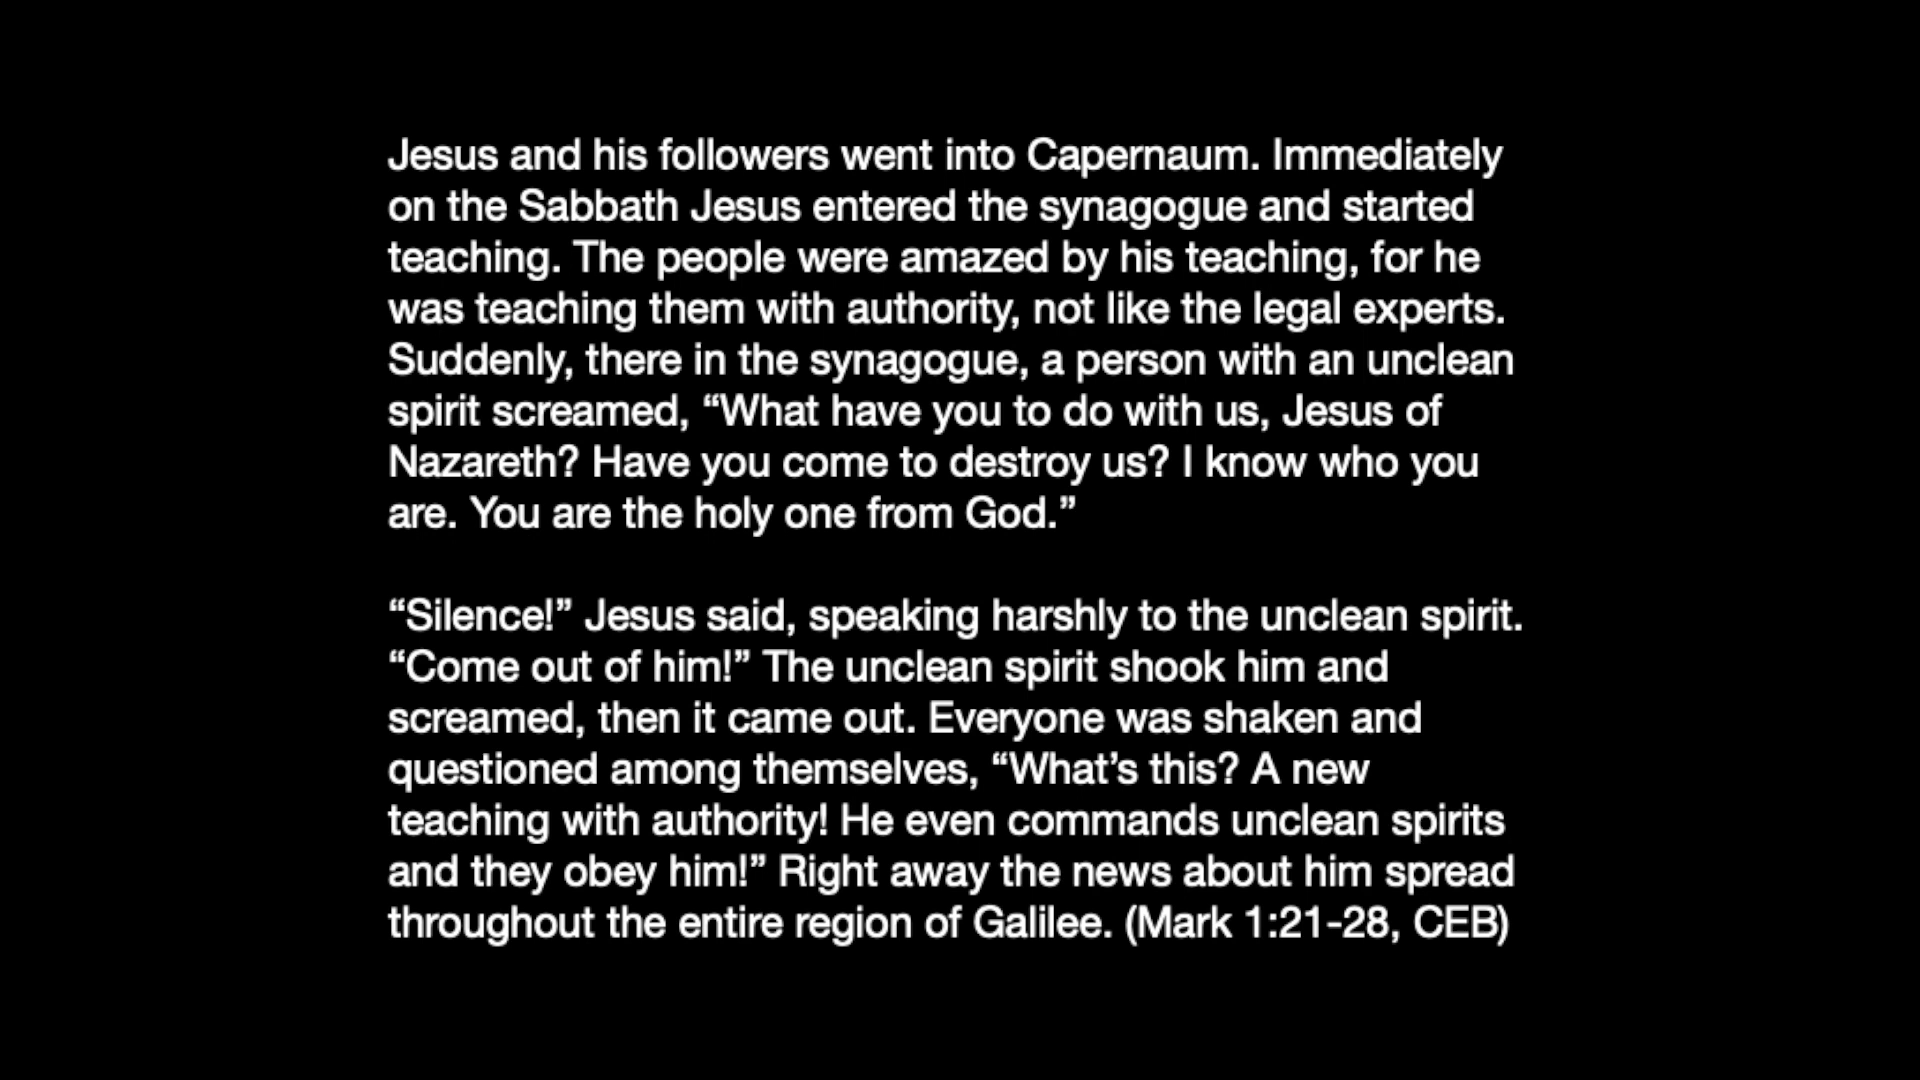 Jesus and his followers went into Capernaum. Immediately
on the Sabbath Jesus entered the synagogue and started
teaching. The people were amazed by his teaching, for he
was teaching them with authority, not like the legal experts.
Suddenly, there in the synagogue, a person with an unclean
spirit screamed, “What have you to do with us, Jesus of
Nazareth? Have you come to destroy us? I know who you
are. You are the holy one from God.”
“Silence!” Jesus said, speaking harshly to the unclean spirit.
“Come out of him!” The unclean spirit shook him and
screamed, then it came out. Everyone was shaken and
questioned among themselves, “What’s this? A new
teaching with authority! He even commands unclean spirits
and they obey him!” Right away the news about him spread
throughout the entire region of Galilee. (Mark 1:21-28, CEB)